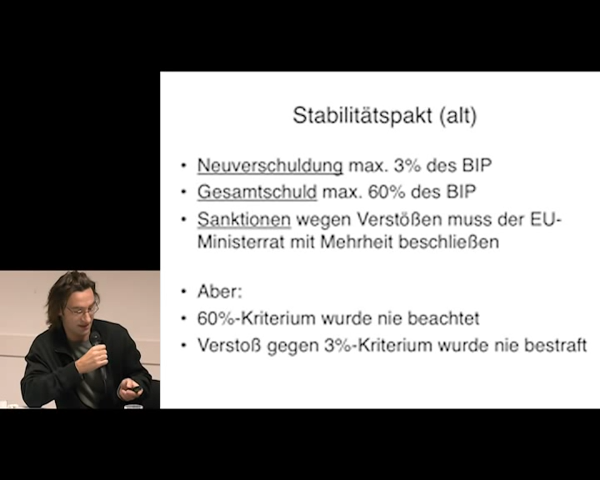 Stabilitätspakt (alt)
• Neuverschuldung max. 3% des BIP
• Gesamtschuld max. 60% des BIP
• Sanktionen wegen Verstößen muss der EU-
Ministerrat mit Mehrheit beschließen
• Aber:
• 60%-Kriterium wurde nie beachtet
• Verstoß gegen 3%-Kriterium wurde nie bestraft